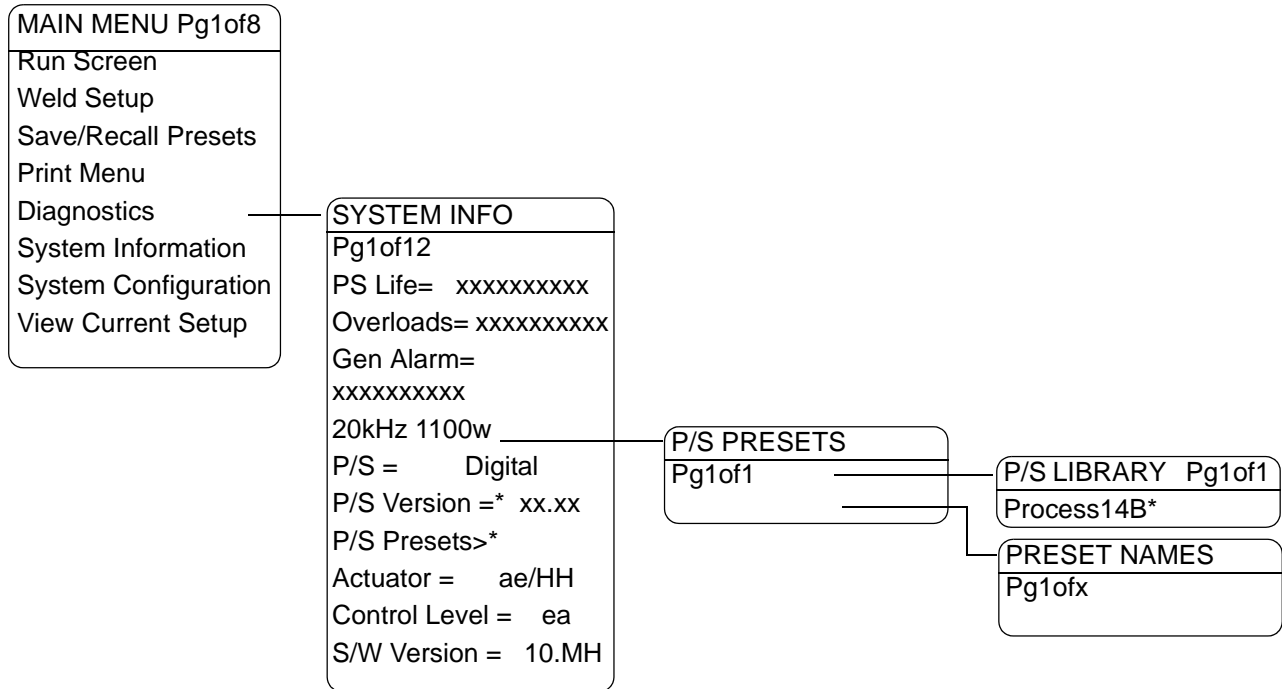 MAIN MENU Pg1of8
Run Screen
Weld Setup
Save/Recall Presets
Print Menu
Diagnostics
System Information
System Configuration
View Current Setup
SYSTEM INFO
Pg1of12
PS Life= xxxxxxxxxx
Overloads= xxxxxxxxxx
Gen Alarm=
xxxxxxxxxx
20kHz 1100w
P/S = Digital
P/S Version =* xx.xx
P/S Presets>*
Actuator = ae/HH
Control Level = ea
S/W Version = 10.MH
P/S PRESETS
Pg1of1
P/S LIBRARY Pg1of1
Process14B*
PRESET NAMES
Pg1ofx